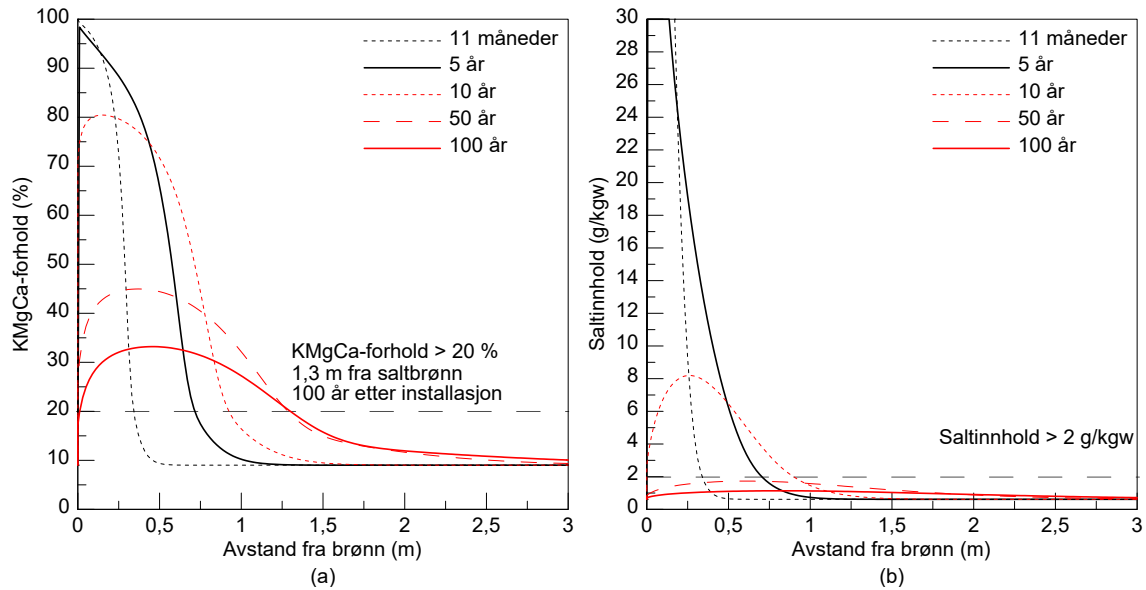 100
90
80
70
60
50
40
30
20
10
0
KMgCa-forhold (%)
11 måneder
5 år
10 år
50 år
100 år
KMgCa-forhold > 20 %
1,3 m fra saltbrønn
100 år etter installasjon
0
0,5
1
1,5
2
2,5
3
Avstand fra brønn (m)
(a)
30
28
26
24
22
20
18
16
14
12
10
8
6
4
2
0
Saltinnhold (g/kgw)
11 måneder
5 år
10 år
50 år
100 år
Saltinnhold > 2 g/kgw
0
0,5
1
1,5
2
2,5
3
Avstand fra brønn (m)
(b)